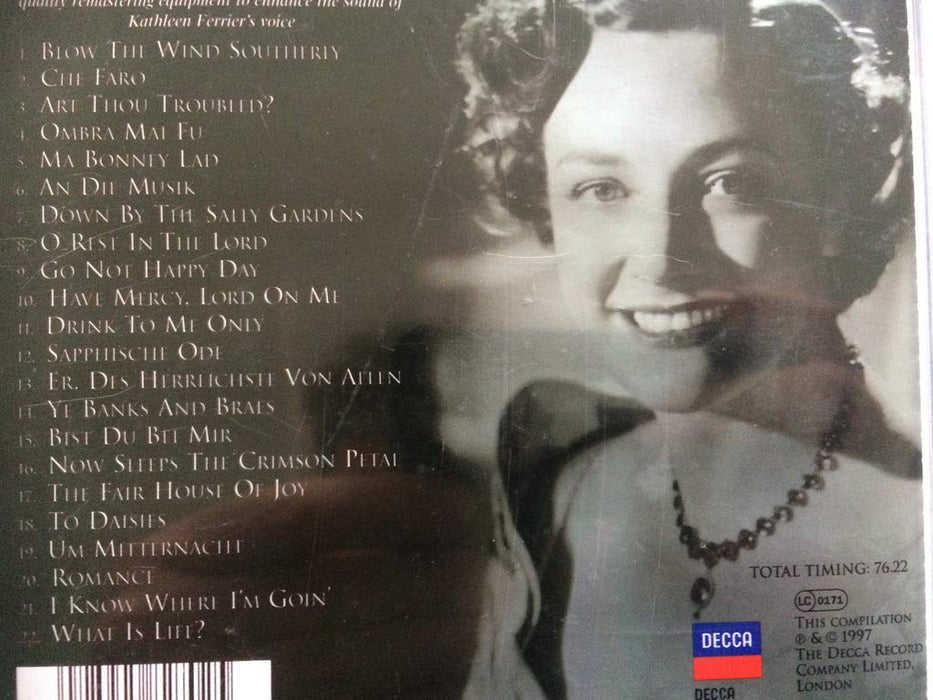 quality remastering equipment to enhance the sound of
Kathleen Ferrier's voice
1. BLOW THE WIND SOUTHERLY
2. CHE FARO
3. ART THOU TROUBLED?
4. OMBRA MAI FU
5. MA BONNEY LAD
6. AN DIE MUSIK
7. DOWN BY THE SALLY GARDENS
8. O REST IN THE LORD
9. GO NOT HAPPY DAY
10. HAVE MERCY, LORD ON ME
11. DRINK TO ME ONLY
12. SAPPHISCHE ODE
13. ER, DES HERRLICHSTE VON ALLEN
14. YE BANKS AND BRAES
15. BIST DU BEI MIR
16. NOW SLEEPS THE CRIMSON PETAL
17. THE FAIR HOUSE OF JOY
18. TO DAISIES
19. UM MITTERNACHT
20. ROMANCE
21. I KNOW WHERE I'M GOIN'
22. WHAT IS LIFE?
TOTAL TIMING: 76.22
LC 0171
THIS COMPILATION
℗ & © 1997
THE DECCA RECORD
COMPANY LIMITED,
LONDON
DECCA
DECCA